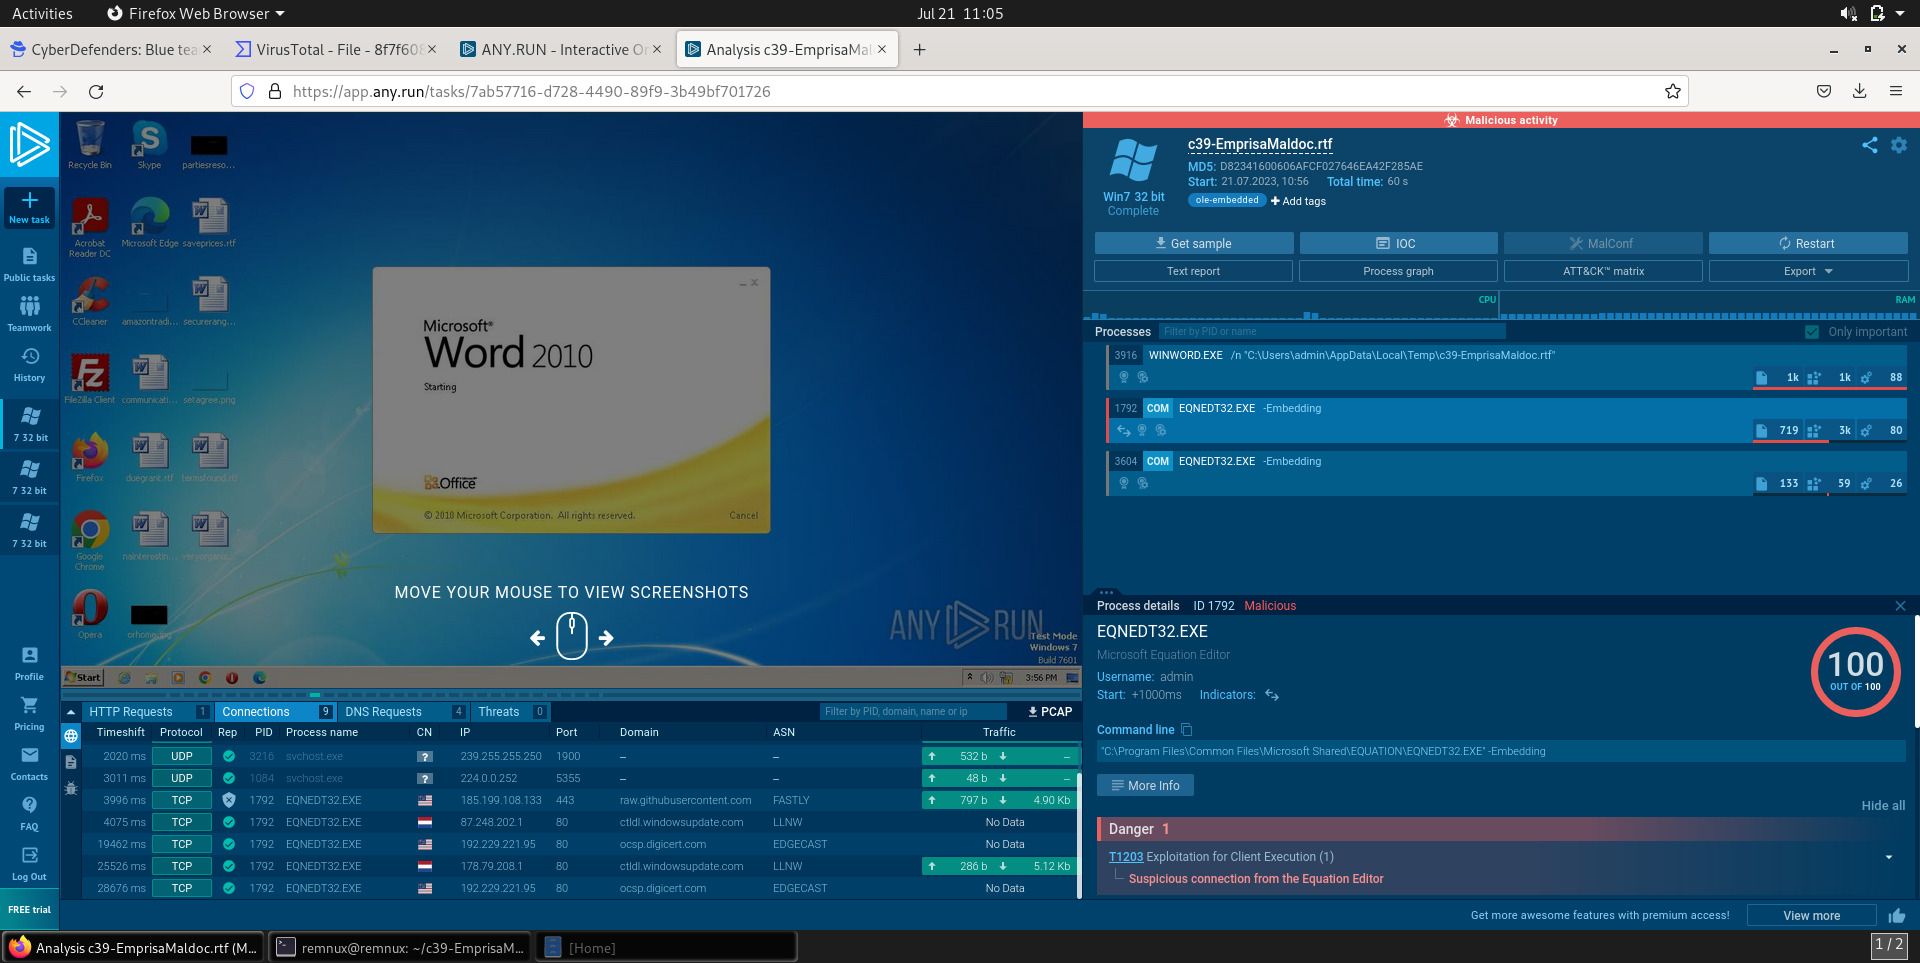 Activities Firefox Web Browser Jul 21 11:05
CyberDefenders: Blue tea VirusTotal - File - 8f7f608 ANY.RUN - Interactive On Analysis c39-EmprisaMal
https://app.any.run/tasks/7ab57716-d728-4490-89f9-3b49bf701726
New task
Public tasks
Teamwork
History
7 32 bit
7 32 bit
7 32 bit
Profile
Pricing
Contacts
FAQ
Log Out
FREE trial
Recycle Bin Skype partiesreso...
Acrobat Reader DC Microsoft Edge saveprices.rtf
CCleaner amazontradi... securerang...
FileZilla Client communicati... setagree.png
Firefox duegrant.rtf termsfound.rtf
Google Chrome nainterestin... veryorganiz...
Opera orhome.jpg
Microsoft®
Word 2010
Starting
Office
© 2010 Microsoft Corporation. All rights reserved. Cancel
MOVE YOUR MOUSE TO VIEW SCREENSHOTS
ANY RUN
Test Mode
Windows 7
Build 7601
Start 3:56 PM
HTTP Requests 1 Connections 9 DNS Requests 4 Threats 0 Filter by PID, domain, name or ip PCAP
Timeshift Protocol Rep PID Process name CN IP Port Domain ASN Traffic
2020 ms UDP 3216 svchost.exe ? 239.255.255.250 1900 – – 532 b –
3011 ms UDP 1084 svchost.exe ? 224.0.0.252 5355 – – 48 b –
3996 ms TCP 1792 EQNEDT32.EXE 185.199.108.133 443 raw.githubusercontent.com FASTLY 797 b 4.90 Kb
4075 ms TCP 1792 EQNEDT32.EXE 87.248.202.1 80 ctldl.windowsupdate.com LLNW No Data
19462 ms TCP 1792 EQNEDT32.EXE 192.229.221.95 80 ocsp.digicert.com EDGECAST No Data
25526 ms TCP 1792 EQNEDT32.EXE 178.79.208.1 80 ctldl.windowsupdate.com LLNW 286 b 5.12 Kb
28676 ms TCP 1792 EQNEDT32.EXE 192.229.221.95 80 ocsp.digicert.com EDGECAST No Data
Malicious activity
c39-EmprisaMaldoc.rtf
MD5: D82341600606AFCF027646EA42F285AE
Start: 21.07.2023, 10:56 Total time: 60 s
Win7 32 bit
Complete
ole-embedded Add tags
Get sample IOC MalConf Restart
Text report Process graph ATT&CK™ matrix Export
CPU RAM
Processes Filter by PID or name Only important
3916 WINWORD.EXE /n "C:\Users\admin\AppData\Local\Temp\c39-EmprisaMaldoc.rtf"
1k 1k 88
1792 COM EQNEDT32.EXE -Embedding
719 3k 80
3604 COM EQNEDT32.EXE -Embedding
133 59 26
Process details ID 1792 Malicious
EQNEDT32.EXE
Microsoft Equation Editor
Username: admin
Start: +1000ms Indicators:
100
OUT OF 100
Command line
"C:\Program Files\Common Files\Microsoft Shared\EQUATION\EQNEDT32.EXE" -Embedding
More Info
Hide all
Danger 1
T1203 Exploitation for Client Execution (1)
Suspicious connection from the Equation Editor
Get more awesome features with premium access! View more
Analysis c39-EmprisaMaldoc.rtf (M... remnux@remnux: ~/c39-EmprisaM... [Home] 1 / 2